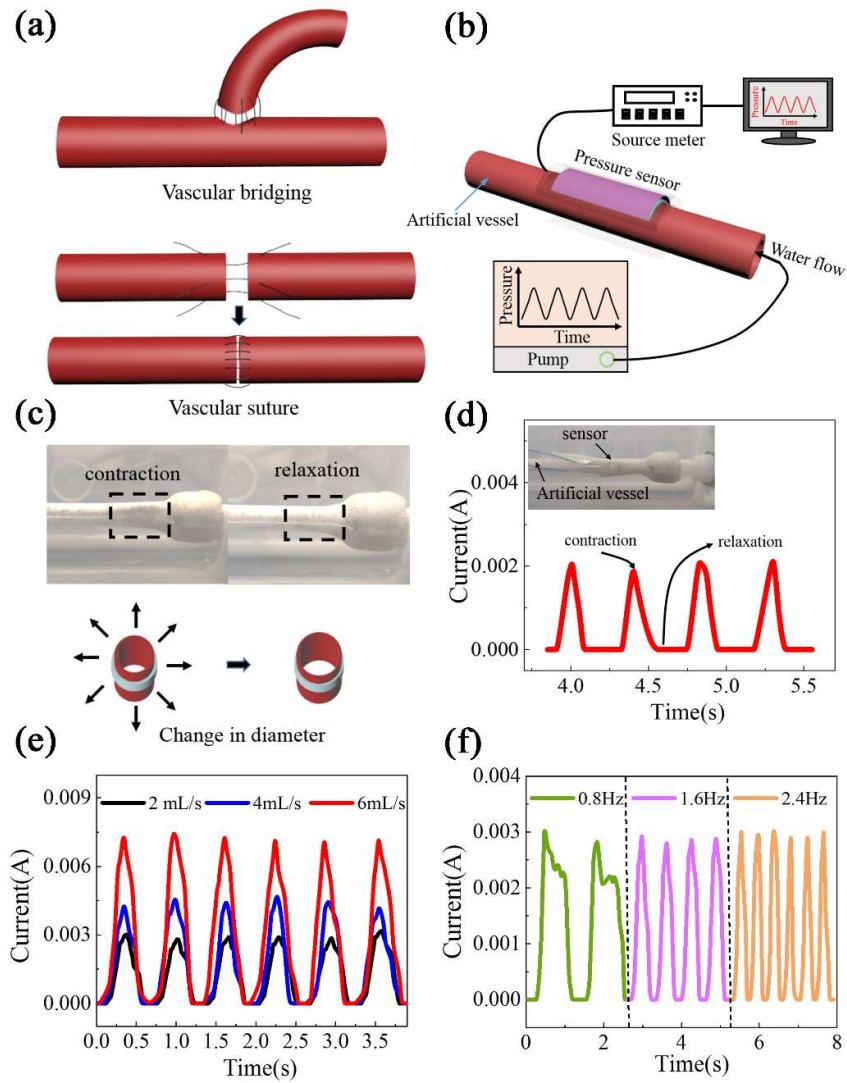 (a)
Vascular bridging
Vascular suture
(b)
Pressure
Time
Source meter
Pressure sensor
Artificial vessel
Water flow
Pressure
Time
Pump
(c)
contraction
relaxation
Change in diameter
(d)
sensor
Artificial vessel
contraction
relaxation
Current(A)
0.004
0.002
0.000
4.0 4.5 5.0 5.5
Time(s)
(e)
2 mL/s 4mL/s 6mL/s
Current(A)
0.009
0.006
0.003
0.000
0.0 0.5 1.0 1.5 2.0 2.5 3.0 3.5
Time(s)
(f)
0.8Hz 1.6Hz 2.4Hz
Current(A)
0.004
0.003
0.002
0.001
0.000
0 2 4 6 8
Time(s)